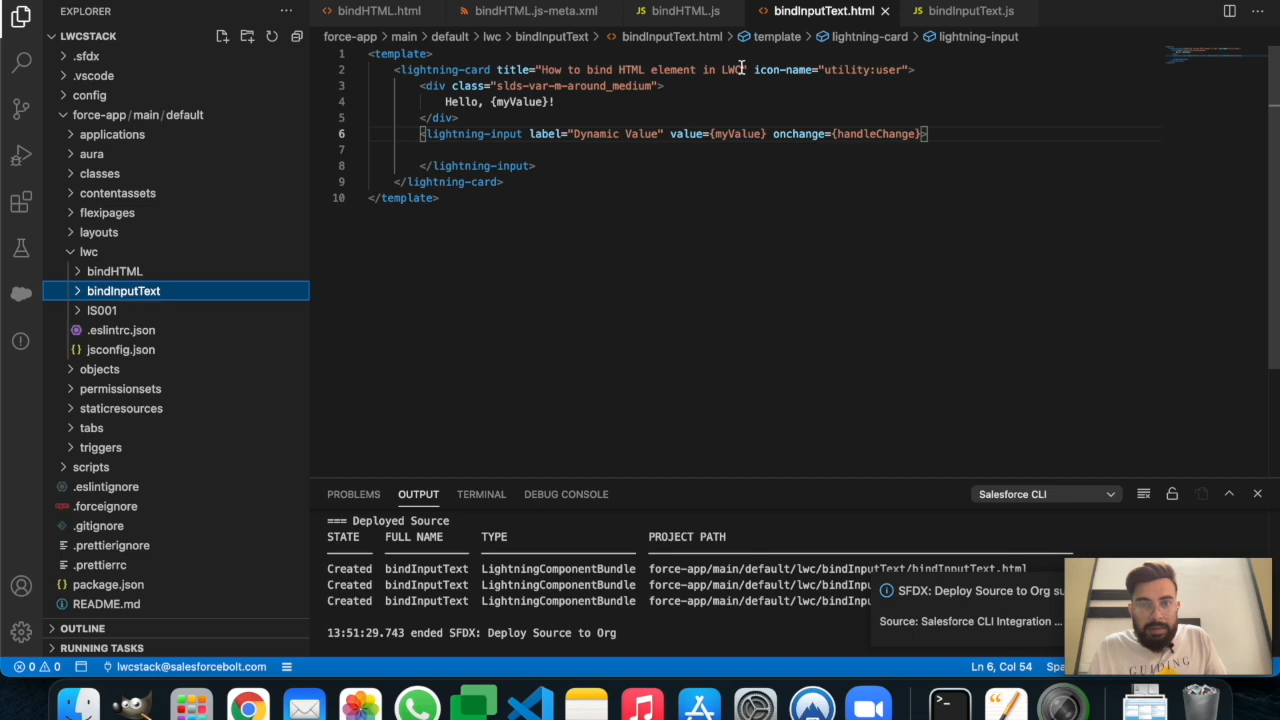 EXPLORER
LWCSTACK
.sfdx
.vscode
config
force-app/main/default
applications
aura
classes
contentassets
flexipages
layouts
lwc
bindHTML
bindInputText
IS001
.eslintrc.json
jsconfig.json
objects
permissionsets
staticresources
tabs
triggers
scripts
.eslintignore
.forceignore
.gitignore
.prettierignore
.prettierrc
package.json
README.md
OUTLINE
RUNNING TASKS
bindHTML.html bindHTML.js-meta.xml bindHTML.js bindInputText.html bindInputText.js
force-app > main > default > lwc > bindInputText > bindInputText.html > template > lightning-card > lightning-input
1 <template>
2 <lightning-card title="How to bind HTML element in LWC" icon-name="utility:user">
3 <div class="slds-var-m-around_medium">
4 Hello, {myValue}!
5 </div>
6 <lightning-input label="Dynamic Value" value={myValue} onchange={handleChange}>
7
8 </lightning-input>
9 </lightning-card>
10 </template>
PROBLEMS OUTPUT TERMINAL DEBUG CONSOLE Salesforce CLI
=== Deployed Source
STATE FULL NAME TYPE PROJECT PATH
Created bindInputText LightningComponentBundle force-app/main/default/lwc/bindInputText/bindInputText.html
Created bindInputText LightningComponentBundle force-app/main/default/lwc/bindInpu
Created bindInputText LightningComponentBundle force-app/main/default/lwc/bindInpu
13:51:29.743 ended SFDX: Deploy Source to Org
SFDX: Deploy Source to Org su
Source: Salesforce CLI Integration ...
0 0 lwcstack@salesforcebolt.com Ln 6, Col 54 Spa
GUIDING